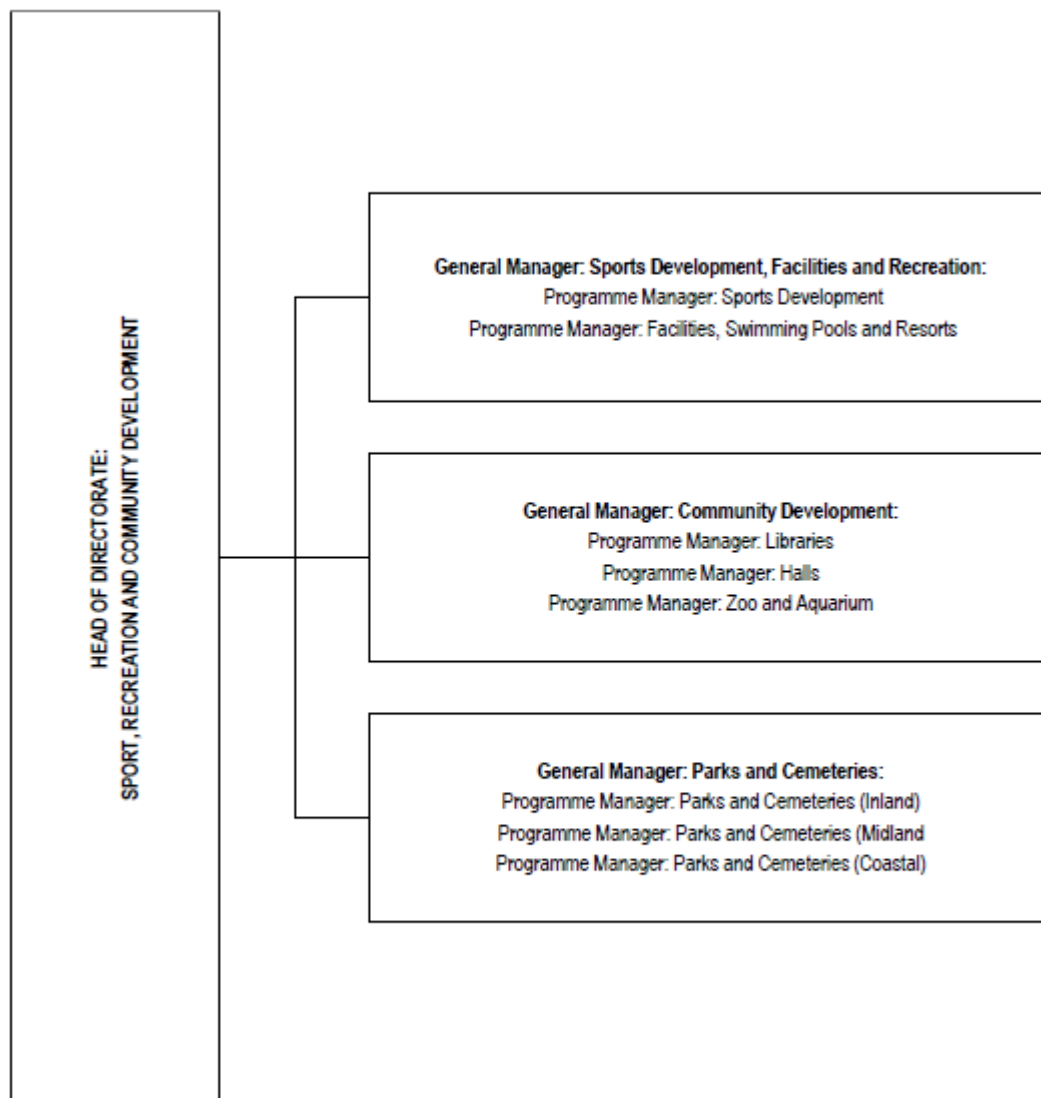 HEAD OF DIRECTORATE:
SPORT, RECREATION AND COMMUNITY DEVELOPMENT
General Manager: Sports Development, Facilities and Recreation:
Programme Manager: Sports Development
Programme Manager: Facilities, Swimming Pools and Resorts
General Manager: Community Development:
Programme Manager: Libraries
Programme Manager: Halls
Programme Manager: Zoo and Aquarium
General Manager: Parks and Cemeteries:
Programme Manager: Parks and Cemeteries (Inland)
Programme Manager: Parks and Cemeteries (Midland
Programme Manager: Parks and Cemeteries (Coastal)